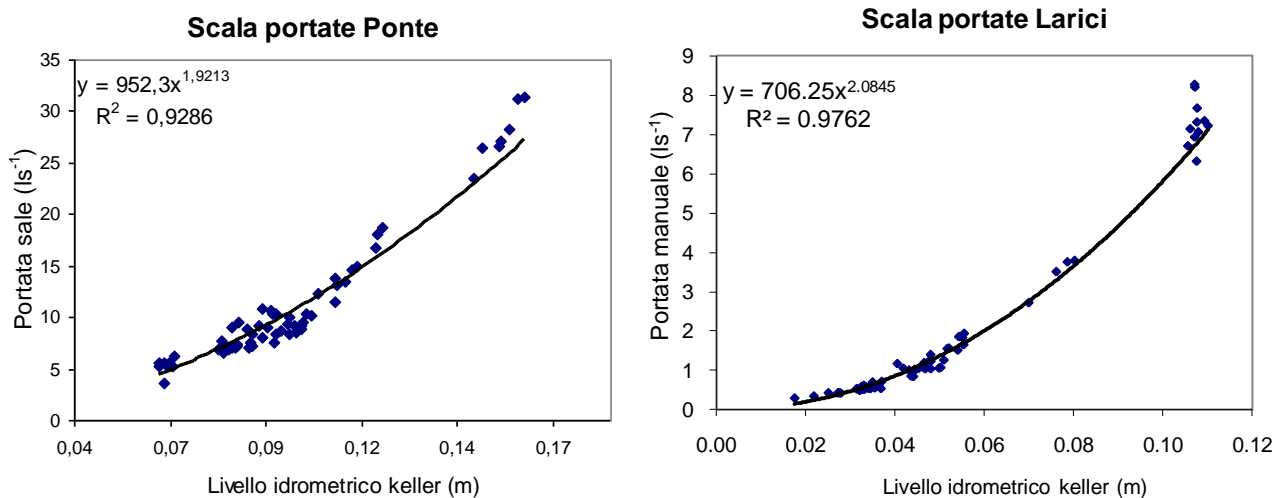 Scala portate Ponte
y = 952,3x^1,9213
R^2 = 0,9286
35
30
25
20
15
10
5
0
Portata sale (ls^-1)
0,04 0,07 0,09 0,12 0,14 0,17
Livello idrometrico keller (m)
Scala portate Larici
y = 706.25x^2.0845
R² = 0.9762
9
8
7
6
5
4
3
2
1
0
Portata manuale (ls^-1)
0.00 0.02 0.04 0.06 0.08 0.10 0.12
Livello idrometrico keller (m)